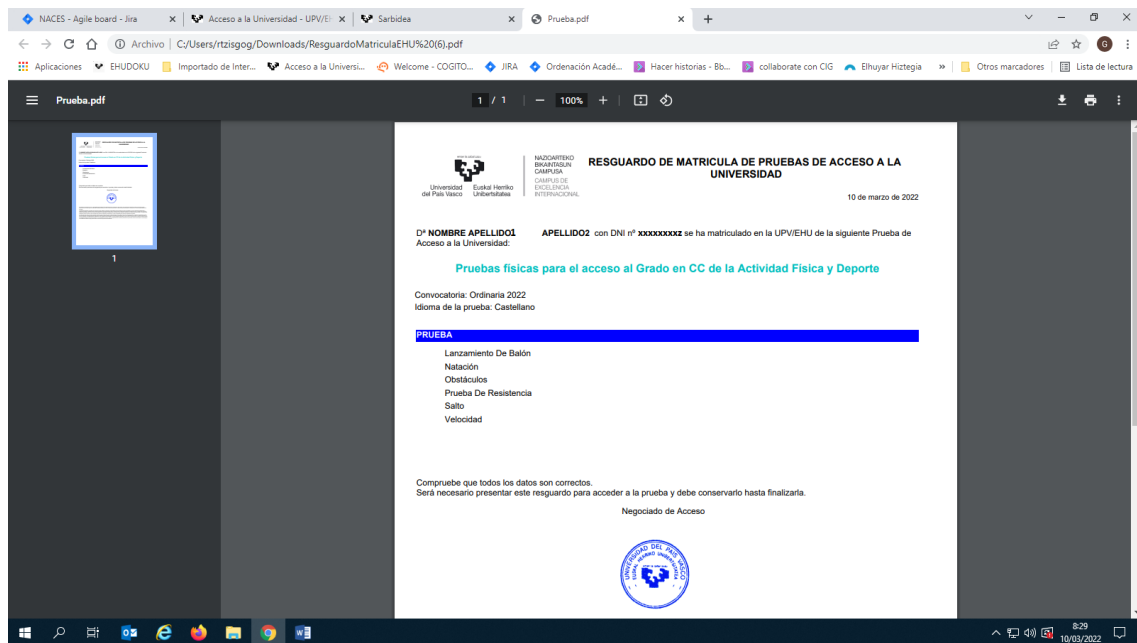 NACES - Agile board - Jira
Acceso a la Universidad - UPV/EH
Sarbidea
Prueba.pdf
Archivo | C:/Users/rtzisgog/Downloads/ResguardoMatriculaEHU%20(6).pdf
G
Aplicaciones
EHUDOKU
Importado de Inter...
Acceso a la Universi...
Welcome - COGITO...
JIRA
Ordenación Acadé...
Hacer historias - Bb...
collaborate con CIG
Elhuyar Hiztegia
»
Otros marcadores
Lista de lectura
Prueba.pdf
1 / 1
100%
1
Universidad del País Vasco
Euskal Herriko Unibertsitatea
NAZIOARTEKO
BIKAINTASUN
CAMPUSA
CAMPUS DE
EXCELENCIA
INTERNACIONAL
RESGUARDO DE MATRICULA DE PRUEBAS DE ACCESO A LA
UNIVERSIDAD
10 de marzo de 2022
Dª NOMBRE APELLIDO1 APELLIDO2 con DNI nº xxxxxxxxz se ha matriculado en la UPV/EHU de la siguiente Prueba de
Acceso a la Universidad:
Pruebas físicas para el acceso al Grado en CC de la Actividad Física y Deporte
Convocatoria: Ordinaria 2022
Idioma de la prueba: Castellano
PRUEBA
Lanzamiento De Balón
Natación
Obstáculos
Prueba De Resistencia
Salto
Velocidad
Compruebe que todos los datos son correctos.
Será necesario presentar este resguardo para acceder a la prueba y debe conservarlo hasta finalizarla.
Negociado de Acceso
UNIVERSIDAD DEL PAIS VASCO
EUSKAL HERRIKO UNIBERTSITATEA
8:29
10/03/2022